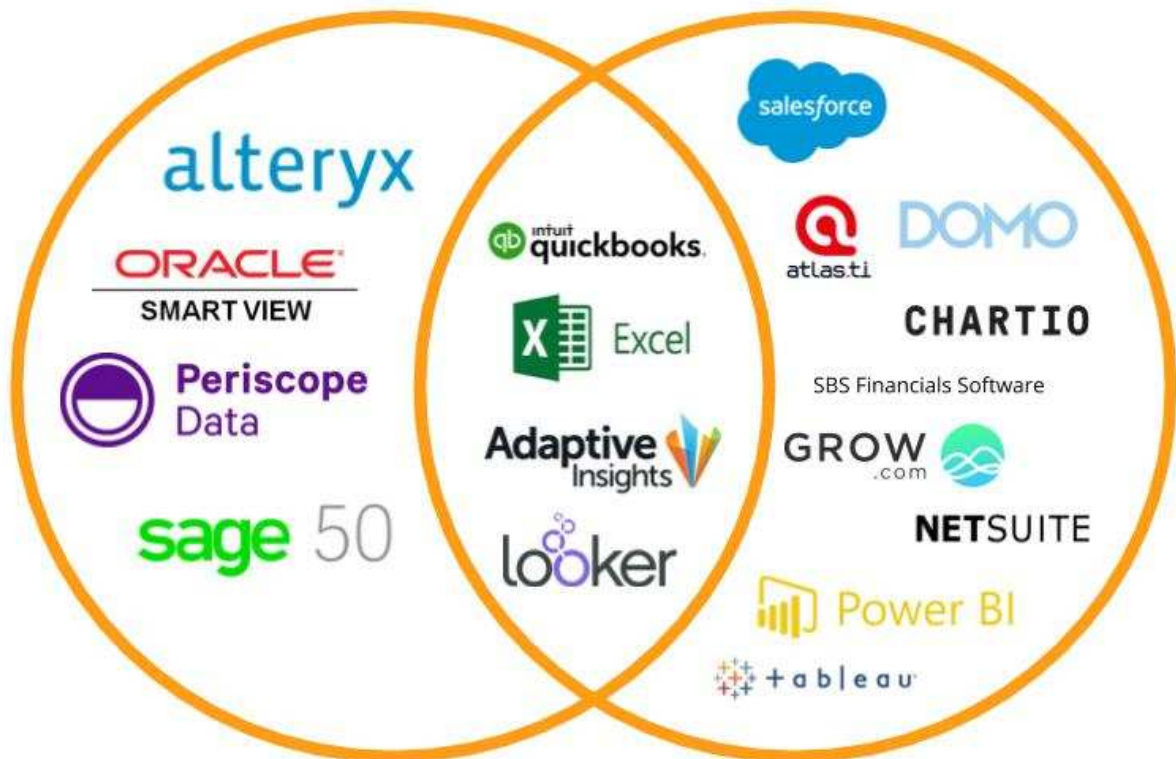 alteryx
ORACLE
SMART VIEW
Periscope
Data
sage 50
intuit
qb quickbooks.
X Excel
Adaptive
Insights
looker
salesforce
atlas.ti
DOMO
CHARTIO
SBS Financials Software
GROW
.com
NETSUITE
Power BI
+ableau